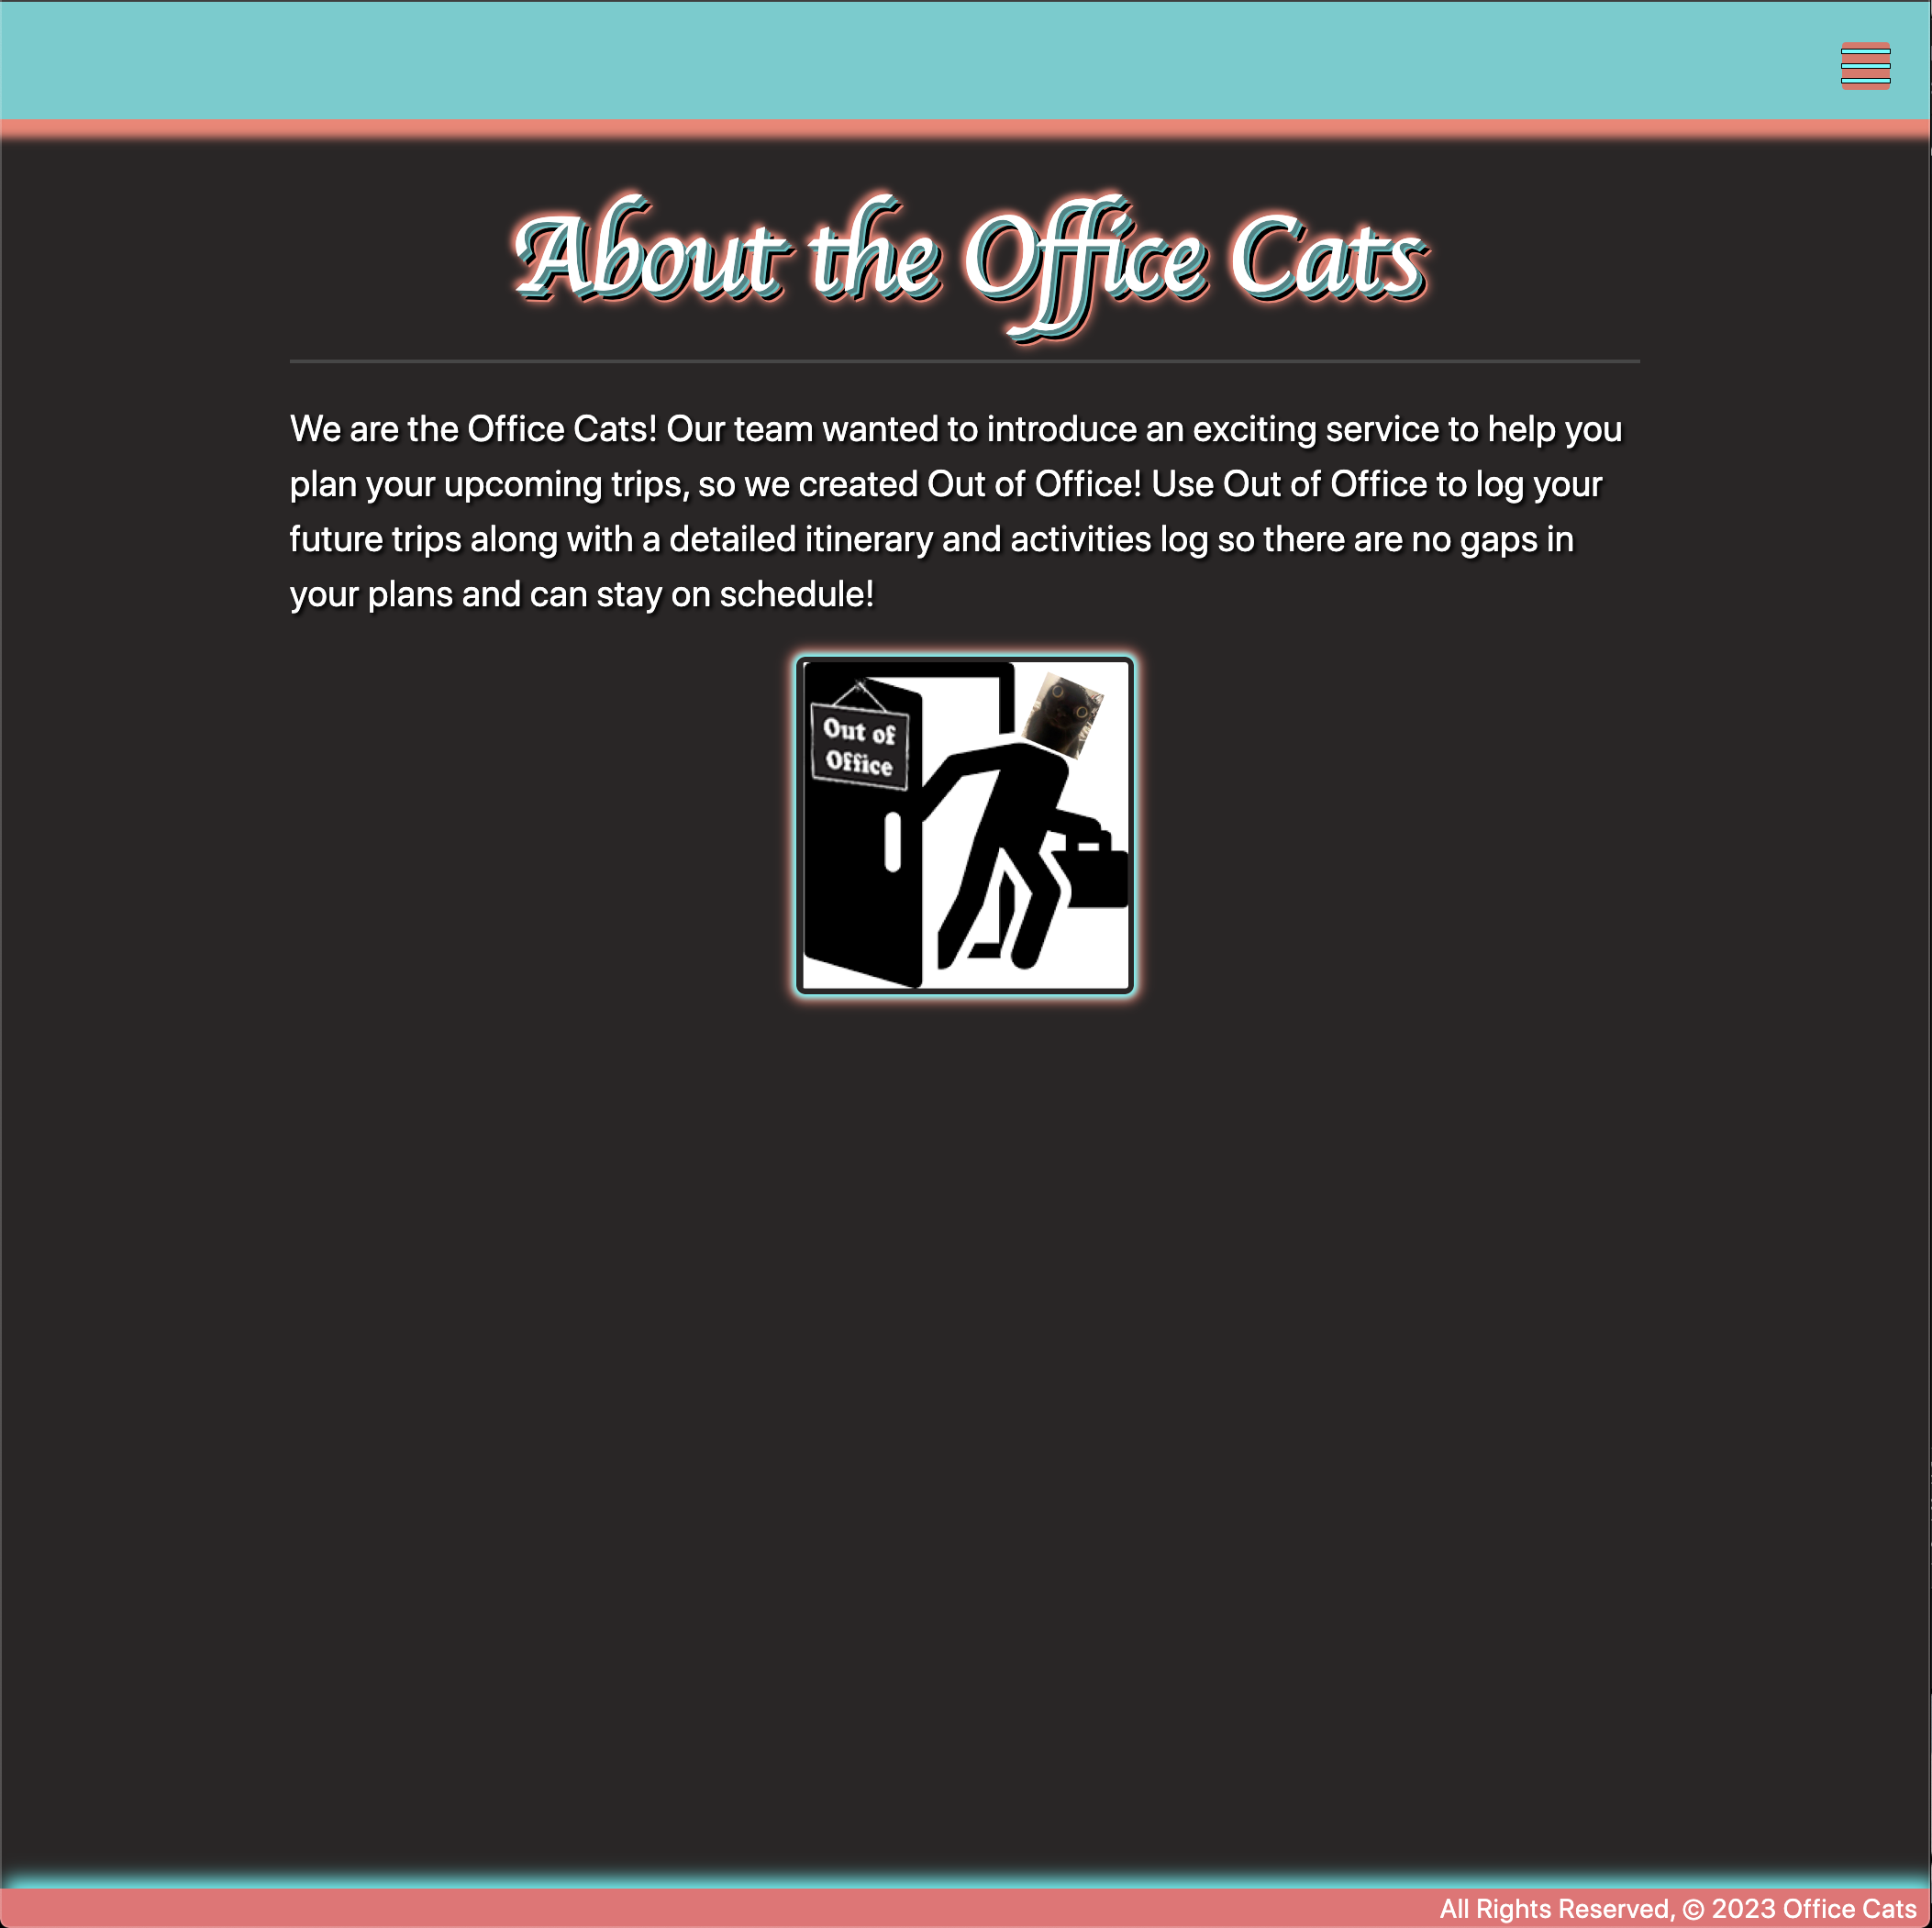 About the Office Cats
We are the Office Cats! Our team wanted to introduce an exciting service to help you
plan your upcoming trips, so we created Out of Office! Use Out of Office to log your
future trips along with a detailed itinerary and activities log so there are no gaps in
your plans and can stay on schedule!
Out of
Office
All Rights Reserved, © 2023 Office Cats